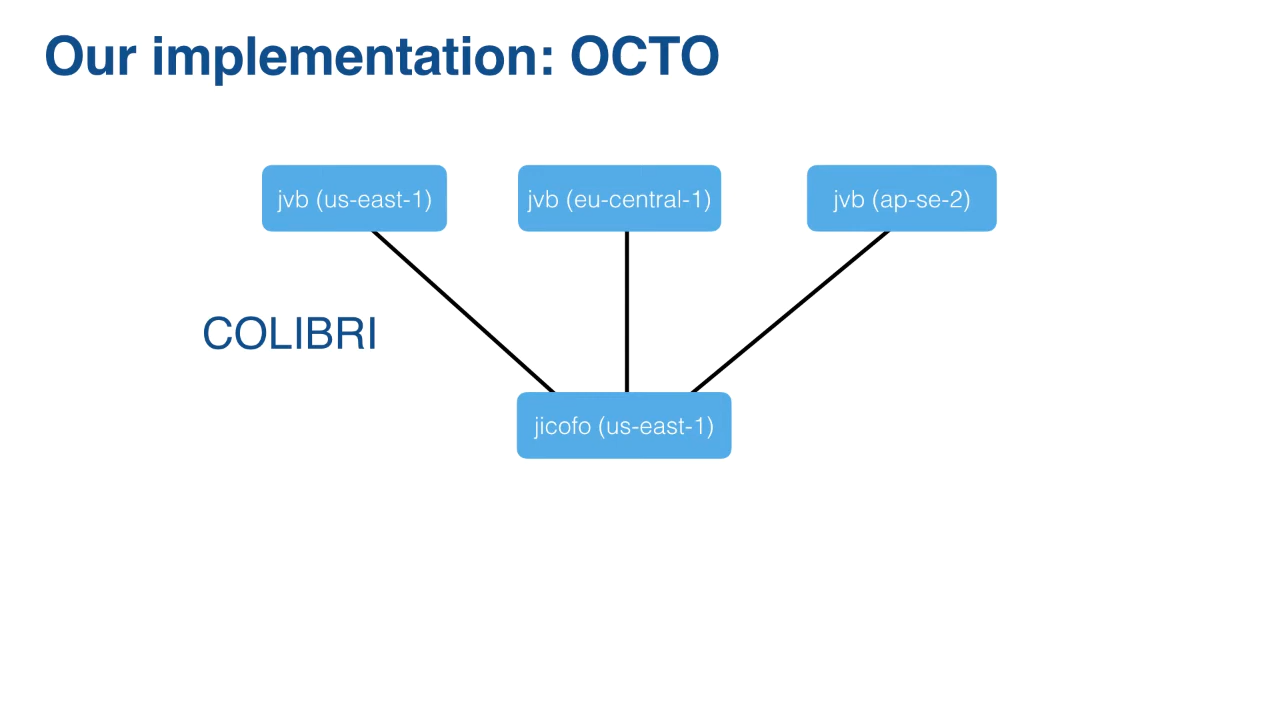 Our implementation: OCTO
jvb (us-east-1)
jvb (eu-central-1)
jvb (ap-se-2)
COLIBRI
jicofo (us-east-1)